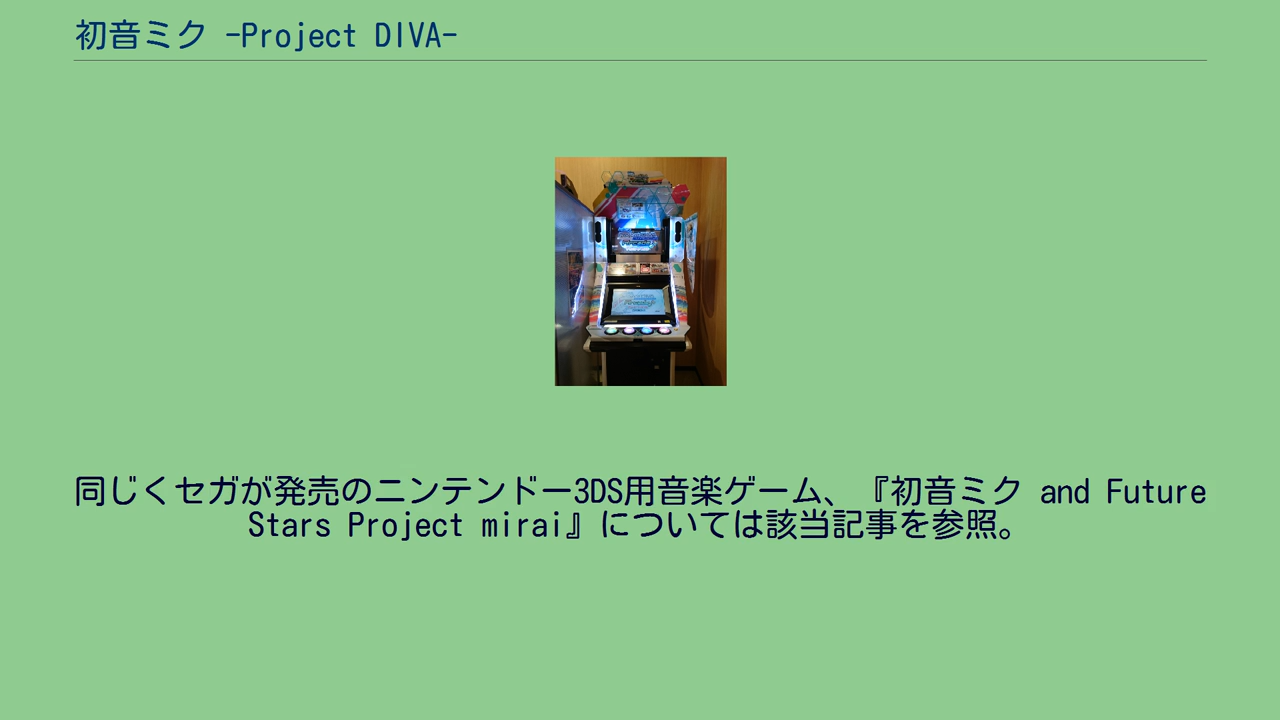 初音ミク -Project DIVA-
同じくセガが発売のニンテンドー3DS用音楽ゲーム、『初音ミク and Future
Stars Project mirai』については該当記事を参照。